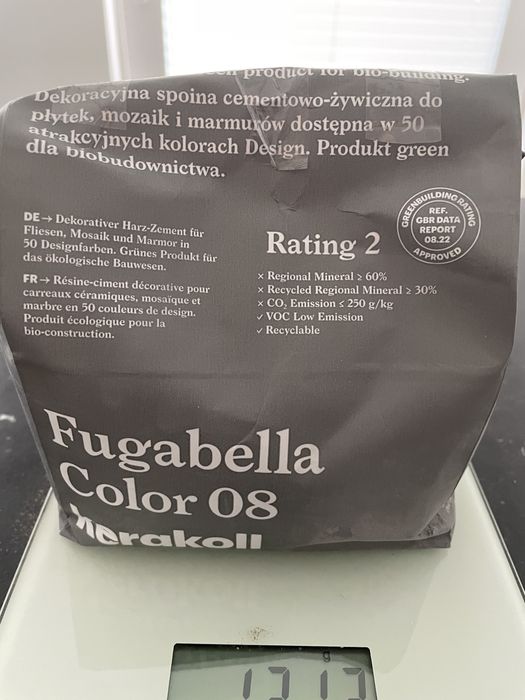 product for bio-building.
Dekoracyjna spoina cementowo-żywiczna do
płytek, mozaik i marmurów dostępna w 50
atrakcyjnych kolorach Design. Produkt green
dla biobudownictwa.
DE → Dekorativer Harz-Zement für
Fliesen, Mosaik und Marmor in
50 Designfarben. Grünes Produkt für
das ökologische Bauwesen.
FR → Résine-ciment décorative pour
carreaux céramiques, mosaïque et
marbre en 50 couleurs de design.
Produit écologique pour la
bio-construction.
Rating 2
× Regional Mineral ≥ 60%
× Recycled Regional Mineral ≥ 30%
× CO₂ Emission ≤ 250 g/kg
✓ VOC Low Emission
✓ Recyclable
GREENBUILDING RATING
REF.
GBR DATA
REPORT
08.22
APPROVED
Fugabella
Color 08
kerakoll
g
1313